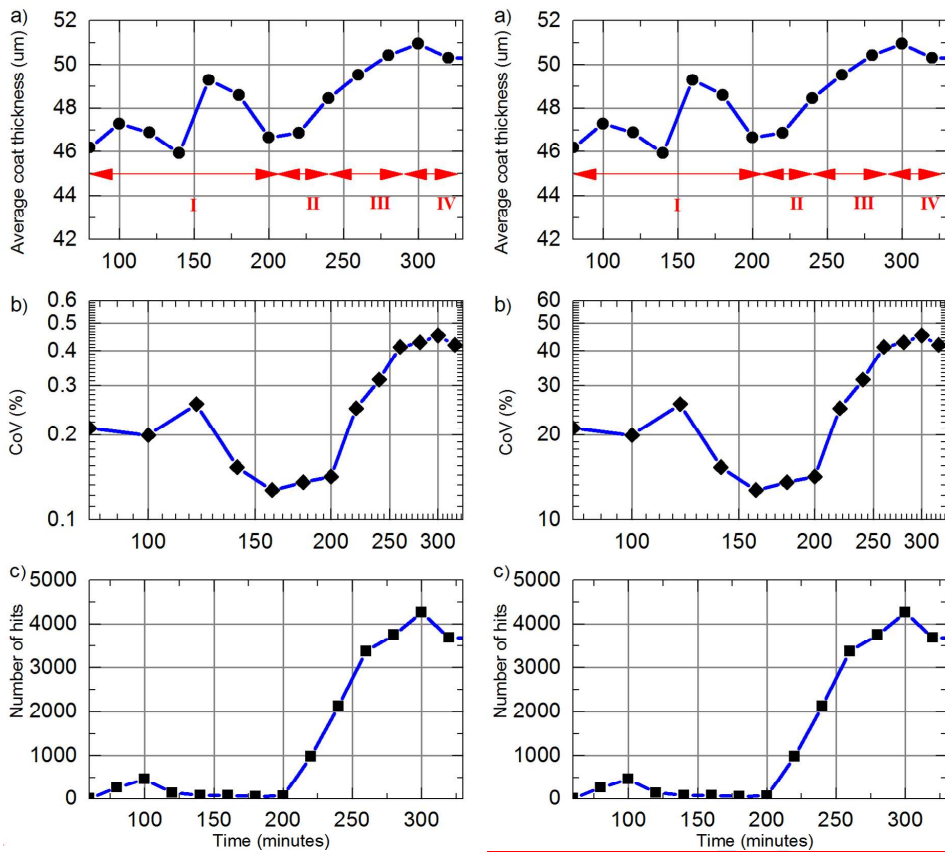 a)
Average coat thickness (um)
52
50
48
46
44
42
I
II
III
IV
100 150 200 250 300
b)
CoV (%)
0.6
0.5
0.4
0.3
0.2
0.1
100 150 200 250 300
c)
Number of hits
5000
4000
3000
2000
1000
0
100 150 200 250 300
Time (minutes)
a)
Average coat thickness (um)
52
50
48
46
44
42
I
II
III
IV
100 150 200 250 300
b)
CoV (%)
60
50
40
30
20
10
100 150 200 250 300
c)
Number of hits
5000
4000
3000
2000
1000
0
100 150 200 250 300
Time (minutes)